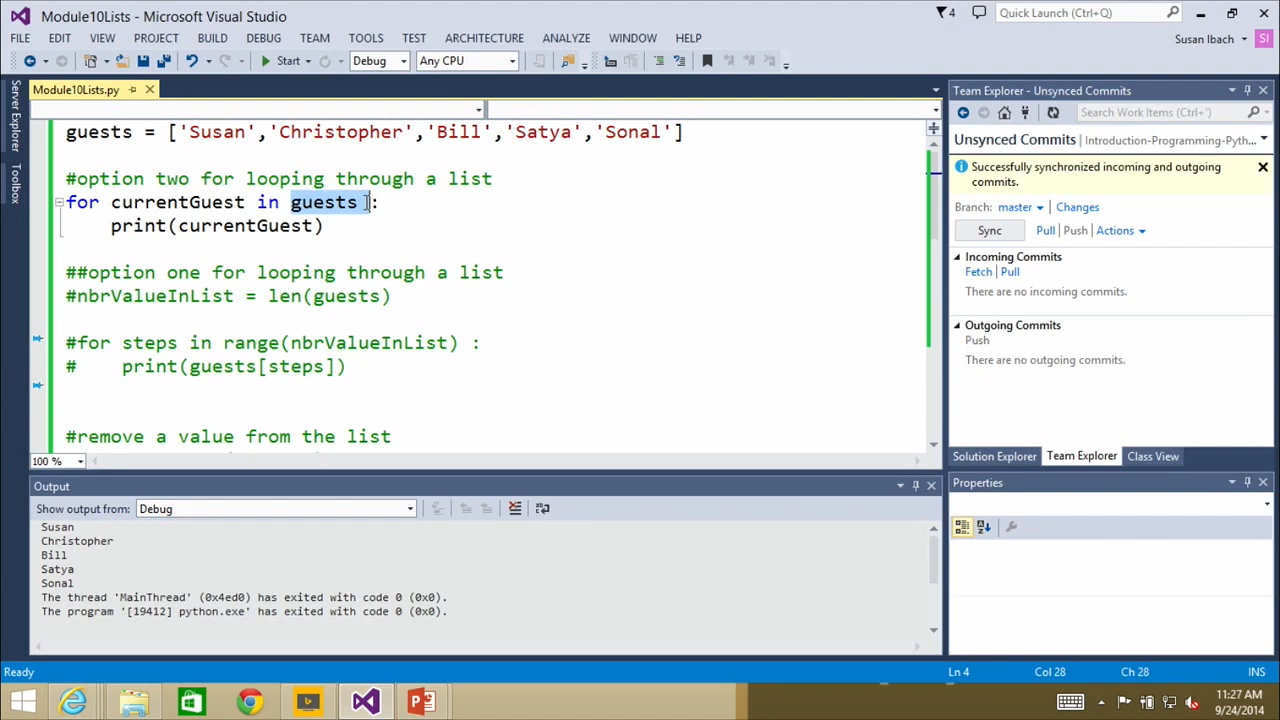 Module10Lists - Microsoft Visual Studio
4
Quick Launch (Ctrl+Q)
FILE EDIT VIEW PROJECT BUILD DEBUG TEAM TOOLS TEST ARCHITECTURE ANALYZE WINDOW HELP
Susan Ibach
SI
Start
Debug
Any CPU
Server Explorer
Toolbox
Module10Lists.py
guests = ['Susan','Christopher','Bill','Satya','Sonal']
#option two for looping through a list
for currentGuest in guests :
print(currentGuest)
##option one for looping through a list
#nbrValueInList = len(guests)
#for steps in range(nbrValueInList) :
#    print(guests[steps])
#remove a value from the list
100 %
Output
Show output from: Debug
Susan
Christopher
Bill
Satya
Sonal
The thread 'MainThread' (0x4ed0) has exited with code 0 (0x0).
The program '[19412] python.exe' has exited with code 0 (0x0).
Team Explorer - Unsynced Commits
Search Work Items (Ctrl+')
Unsynced Commits | Introduction-Programming-Pyth...
Successfully synchronized incoming and outgoing
commits.
Branch: master | Changes
Sync Pull | Push | Actions
Incoming Commits
Fetch | Pull
There are no incoming commits.
Outgoing Commits
Push
There are no outgoing commits.
Solution Explorer Team Explorer Class View
Properties
Ready
Ln 4
Col 28
Ch 28
INS
11:27 AM
9/24/2014